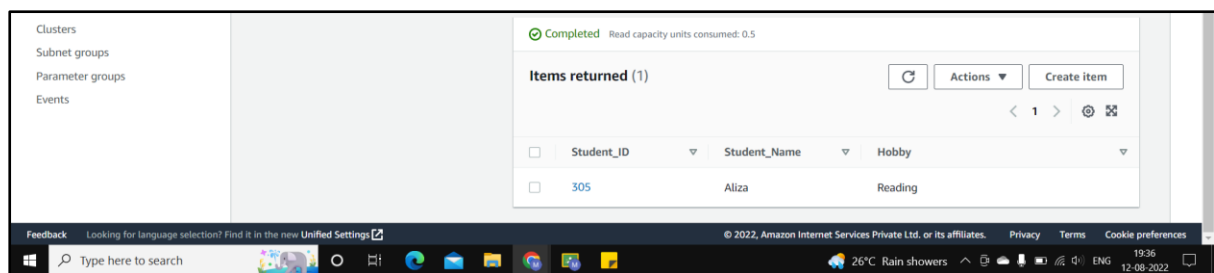 Clusters
Subnet groups
Parameter groups
Events
Completed Read capacity units consumed: 0.5
Items returned (1)
Actions Create item
1
Student_ID Student_Name Hobby
305 Aliza Reading
Feedback Looking for language selection? Find it in the new Unified Settings © 2022, Amazon Internet Services Private Ltd. or its affiliates. Privacy Terms Cookie preferences
Type here to search 26°C Rain showers ENG 19:36
12-08-2022